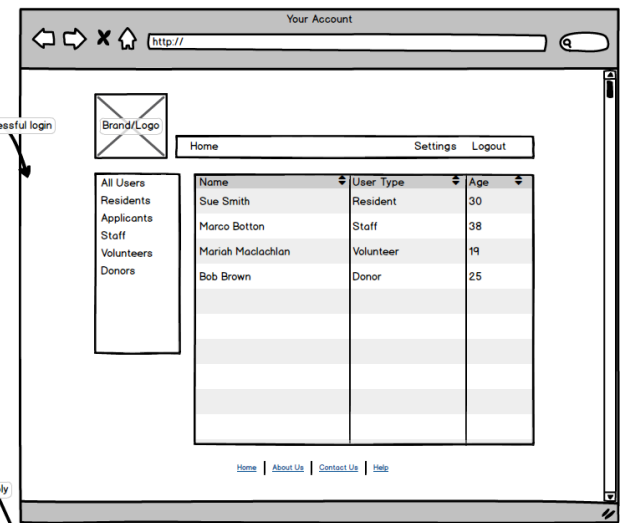 Your Account
http://
essful login
Brand/Logo
Home Settings Logout
All Users
Residents
Applicants
Staff
Volunteers
Donors
Name User Type Age
Sue Smith Resident 30
Marco Botton Staff 38
Mariah Maclachlan Volunteer 19
Bob Brown Donor 25
Home About Us Contact Us Help